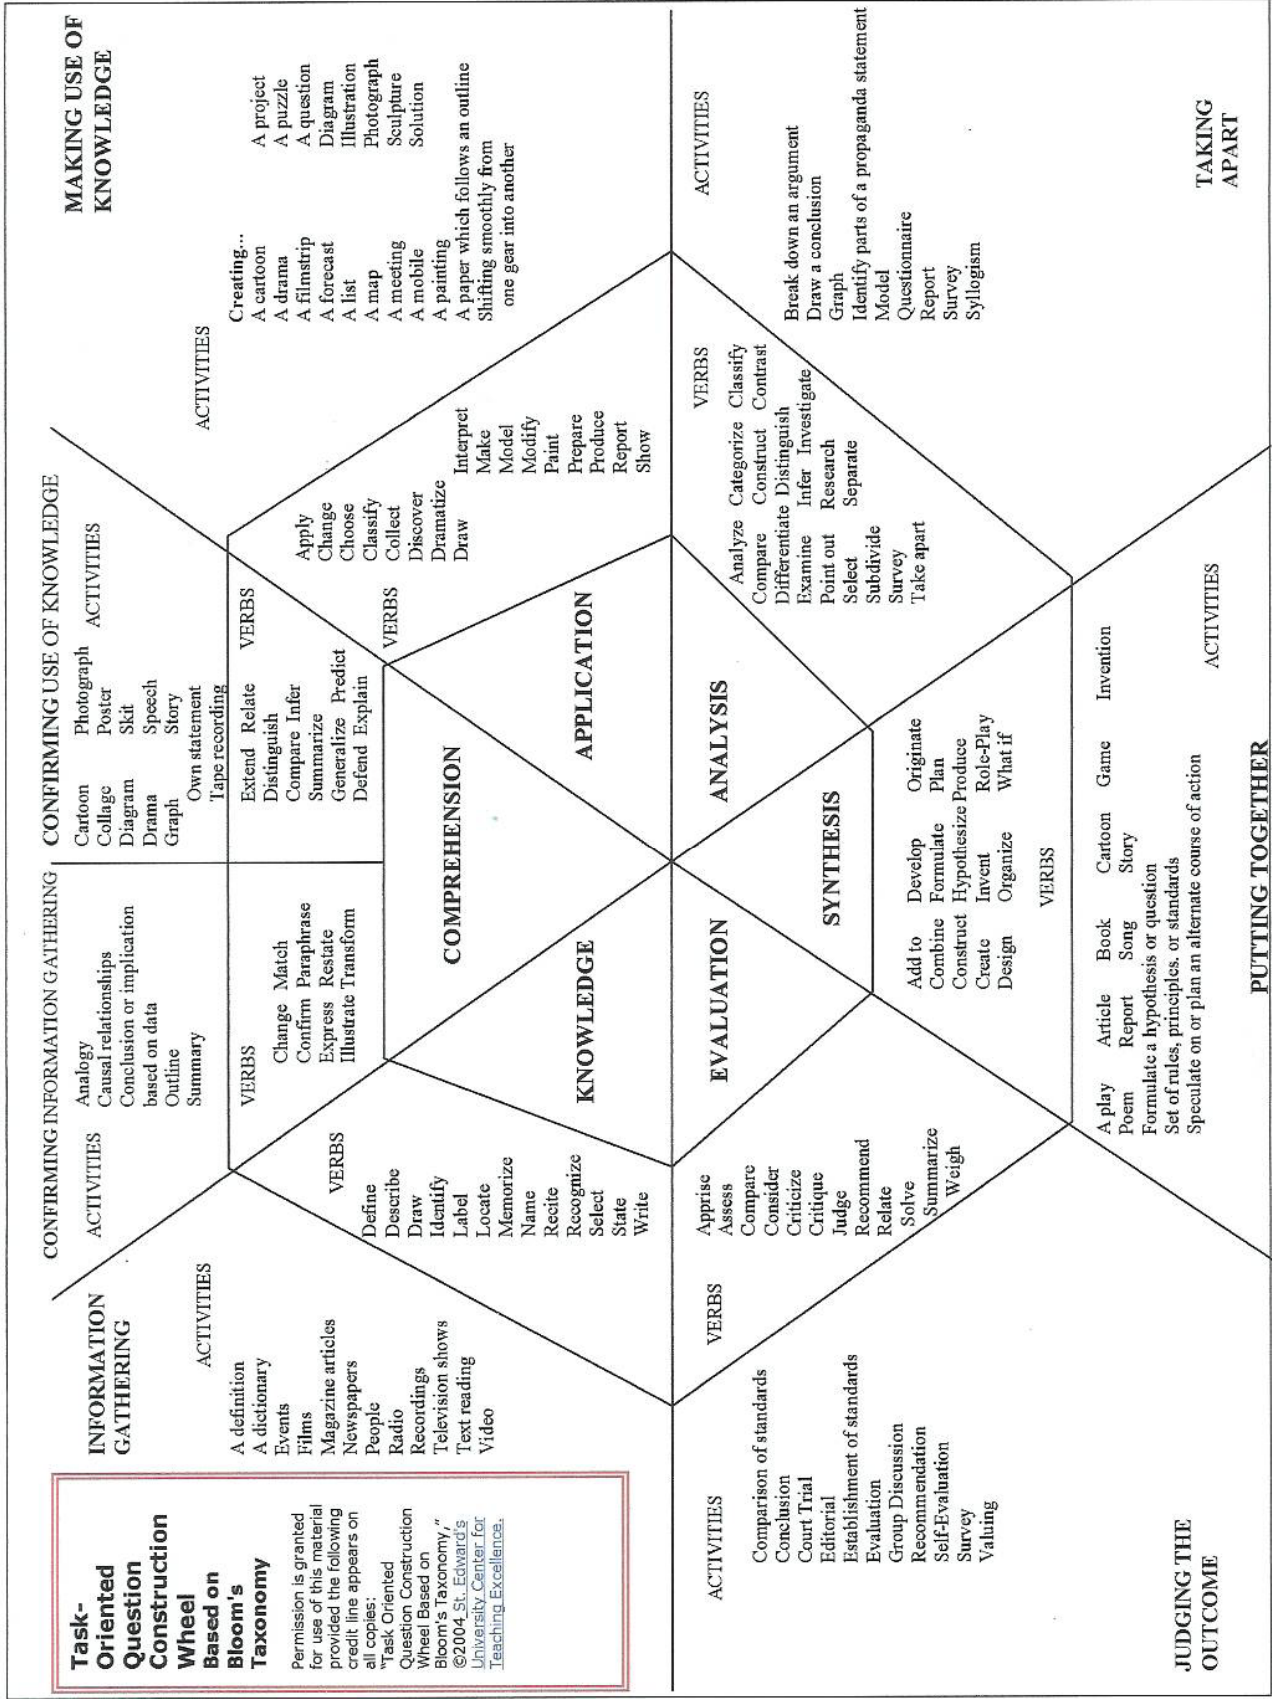 Task-
Oriented
Question
Construction
Wheel
Based on
Bloom's
Taxonomy
Permission is granted
for use of this material
provided the following
credit line appears on
all copies:
"Task Oriented
Question Construction
Wheel Based on
Bloom's Taxonomy,"
©2004 St. Edward's
University Center for
Teaching Excellence.
INFORMATION
GATHERING
ACTIVITIES
A definition
A dictionary
Events
Films
Magazine articles
Newspapers
People
Radio
Recordings
Television shows
Text reading
Video
VERBS
Define
Describe
Draw
Identify
Label
Locate
Memorize
Name
Recite
Recognize
Select
State
Write
KNOWLEDGE
CONFIRMING INFORMATION GATHERING
ACTIVITIES
Analogy
Causal relationships
Conclusion or implication
based on data
Outline
Summary
VERBS
Change Match
Confirm Paraphrase
Express Restate
Illustrate Transform
COMPREHENSION
CONFIRMING USE OF KNOWLEDGE
ACTIVITIES
Cartoon Photograph
Collage Poster
Diagram Skit
Drama Speech
Graph Story
Own statement
Tape recording
VERBS
Extend Relate
Distinguish
Compare Infer
Summarize
Generalize Predict
Defend Explain
MAKING USE OF
KNOWLEDGE
ACTIVITIES
Creating...
A cartoon A project
A drama A puzzle
A filmstrip A question
A forecast Diagram
A list Illustration
A map Photograph
A meeting Sculpture
A mobile Solution
A painting
A paper which follows an outline
Shifting smoothly from
one gear into another
VERBS
Apply
Change
Choose
Classify
Collect
Discover
Dramatize
Draw
Interpret
Make
Model
Modify
Paint
Prepare
Produce
Report
Show
APPLICATION
ANALYSIS
VERBS
Analyze Categorize Classify
Compare Construct Contrast
Differentiate Distinguish
Examine Infer Investigate
Point out Research
Select Separate
Subdivide
Survey
Take apart
ACTIVITIES
Break down an argument
Draw a conclusion
Graph
Identify parts of a propaganda statement
Model
Questionnaire
Report
Survey
Syllogism
TAKING
APART
SYNTHESIS
Add to Develop Originate
Combine Formulate Plan
Construct Hypothesize Produce
Create Invent Role-Play
Design Organize What if
VERBS
A play Article Book Cartoon Game Invention
Poem Report Song Story
Formulate a hypothesis or question
Set of rules, principles, or standards
Speculate on or plan an alternate course of action
ACTIVITIES
PUTTING TOGETHER
EVALUATION
VERBS
Apprise
Assess
Compare
Consider
Criticize
Critique
Judge
Recommend
Relate
Solve
Summarize
Weigh
ACTIVITIES
Comparison of standards
Conclusion
Court Trial
Editorial
Establishment of standards
Evaluation
Group Discussion
Recommendation
Self-Evaluation
Survey
Valuing
JUDGING THE
OUTCOME